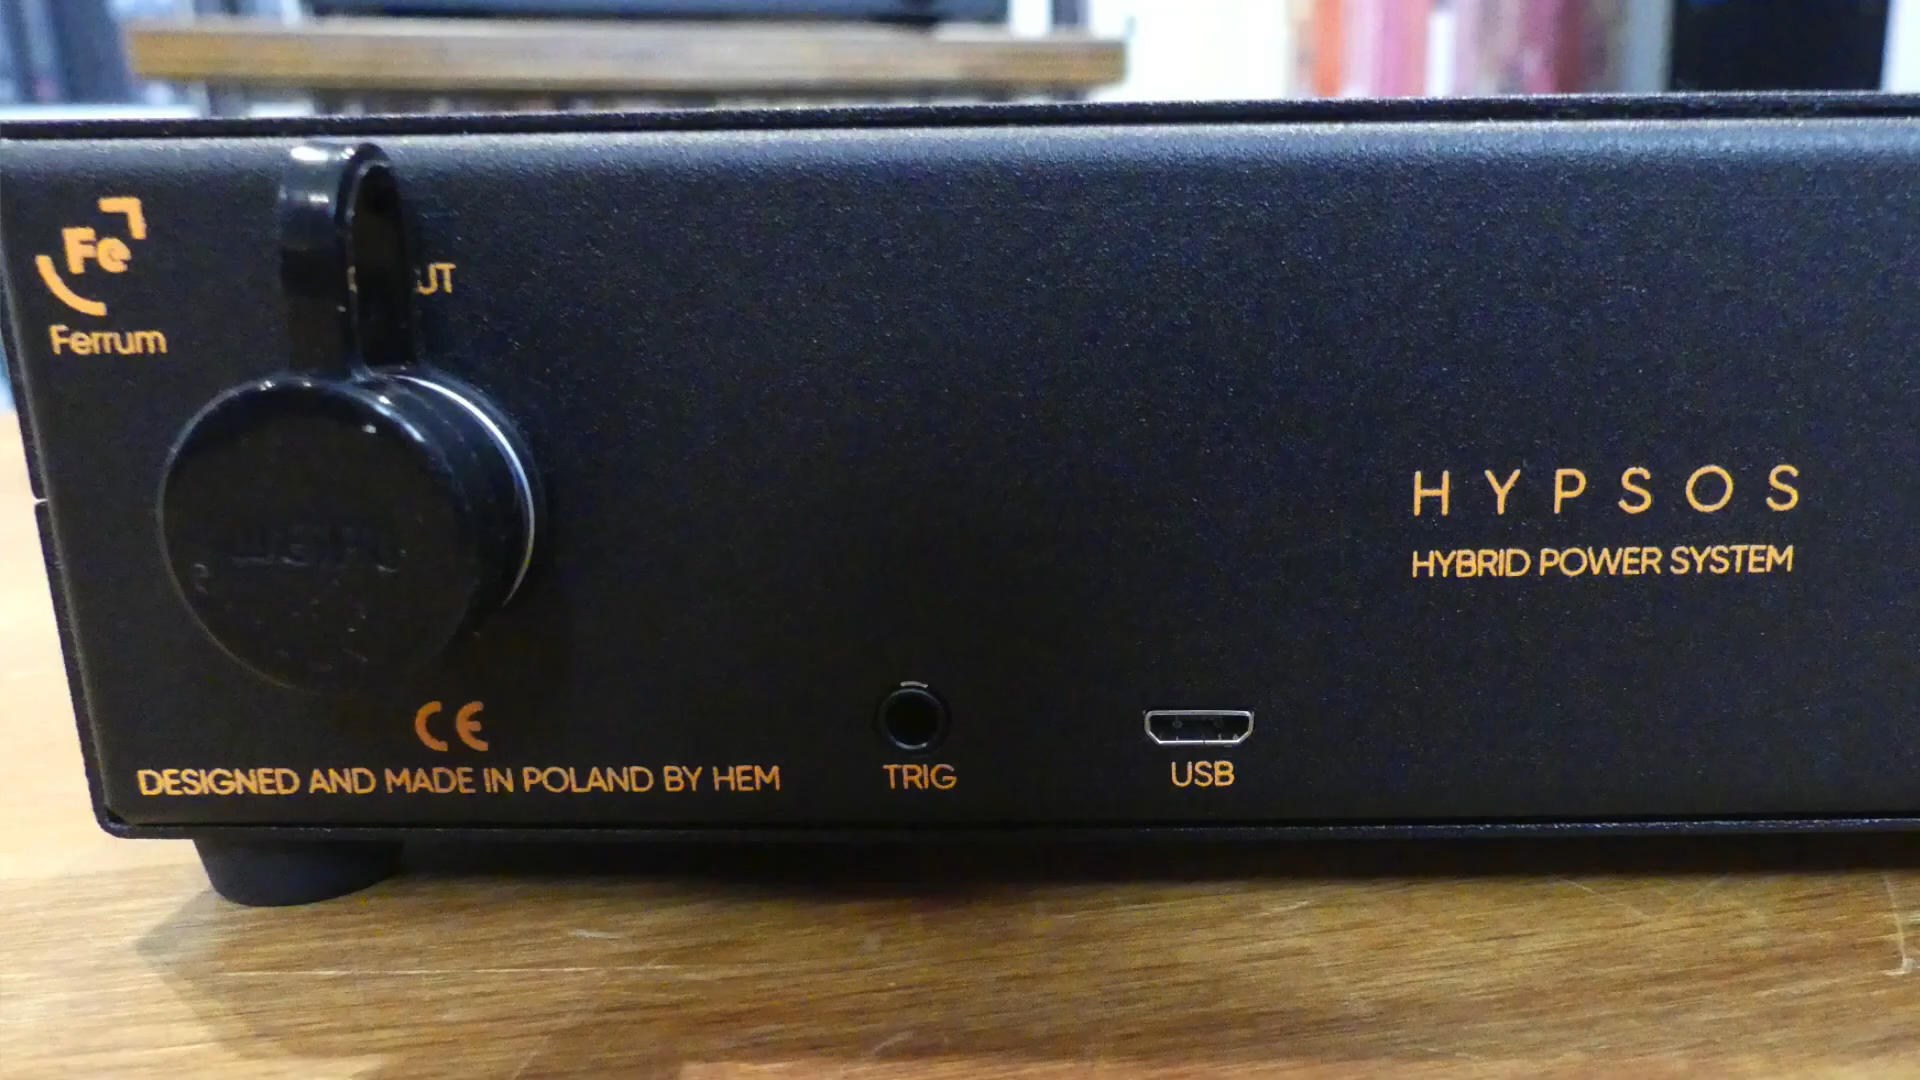 Fe
Ferrum
HYPSOS
HYBRID POWER SYSTEM
CE
DESIGNED AND MADE IN POLAND BY HEM
TRIG
USB